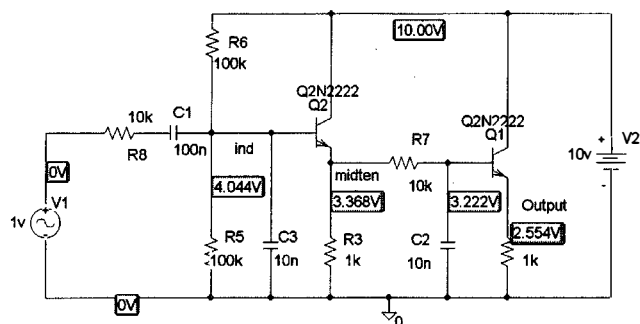 R6
100k
10.00V
Q2N2222
Q2
Q2N2222
Q1
10k
C1
R8
100n
ind
R7
10k
midten
V2
10v
0V
V1
1v
4.044V
3.368V
3.222V
Output
2.554V
R5
100k
C3
10n
R3
1k
C2
10n
1k
0V
0